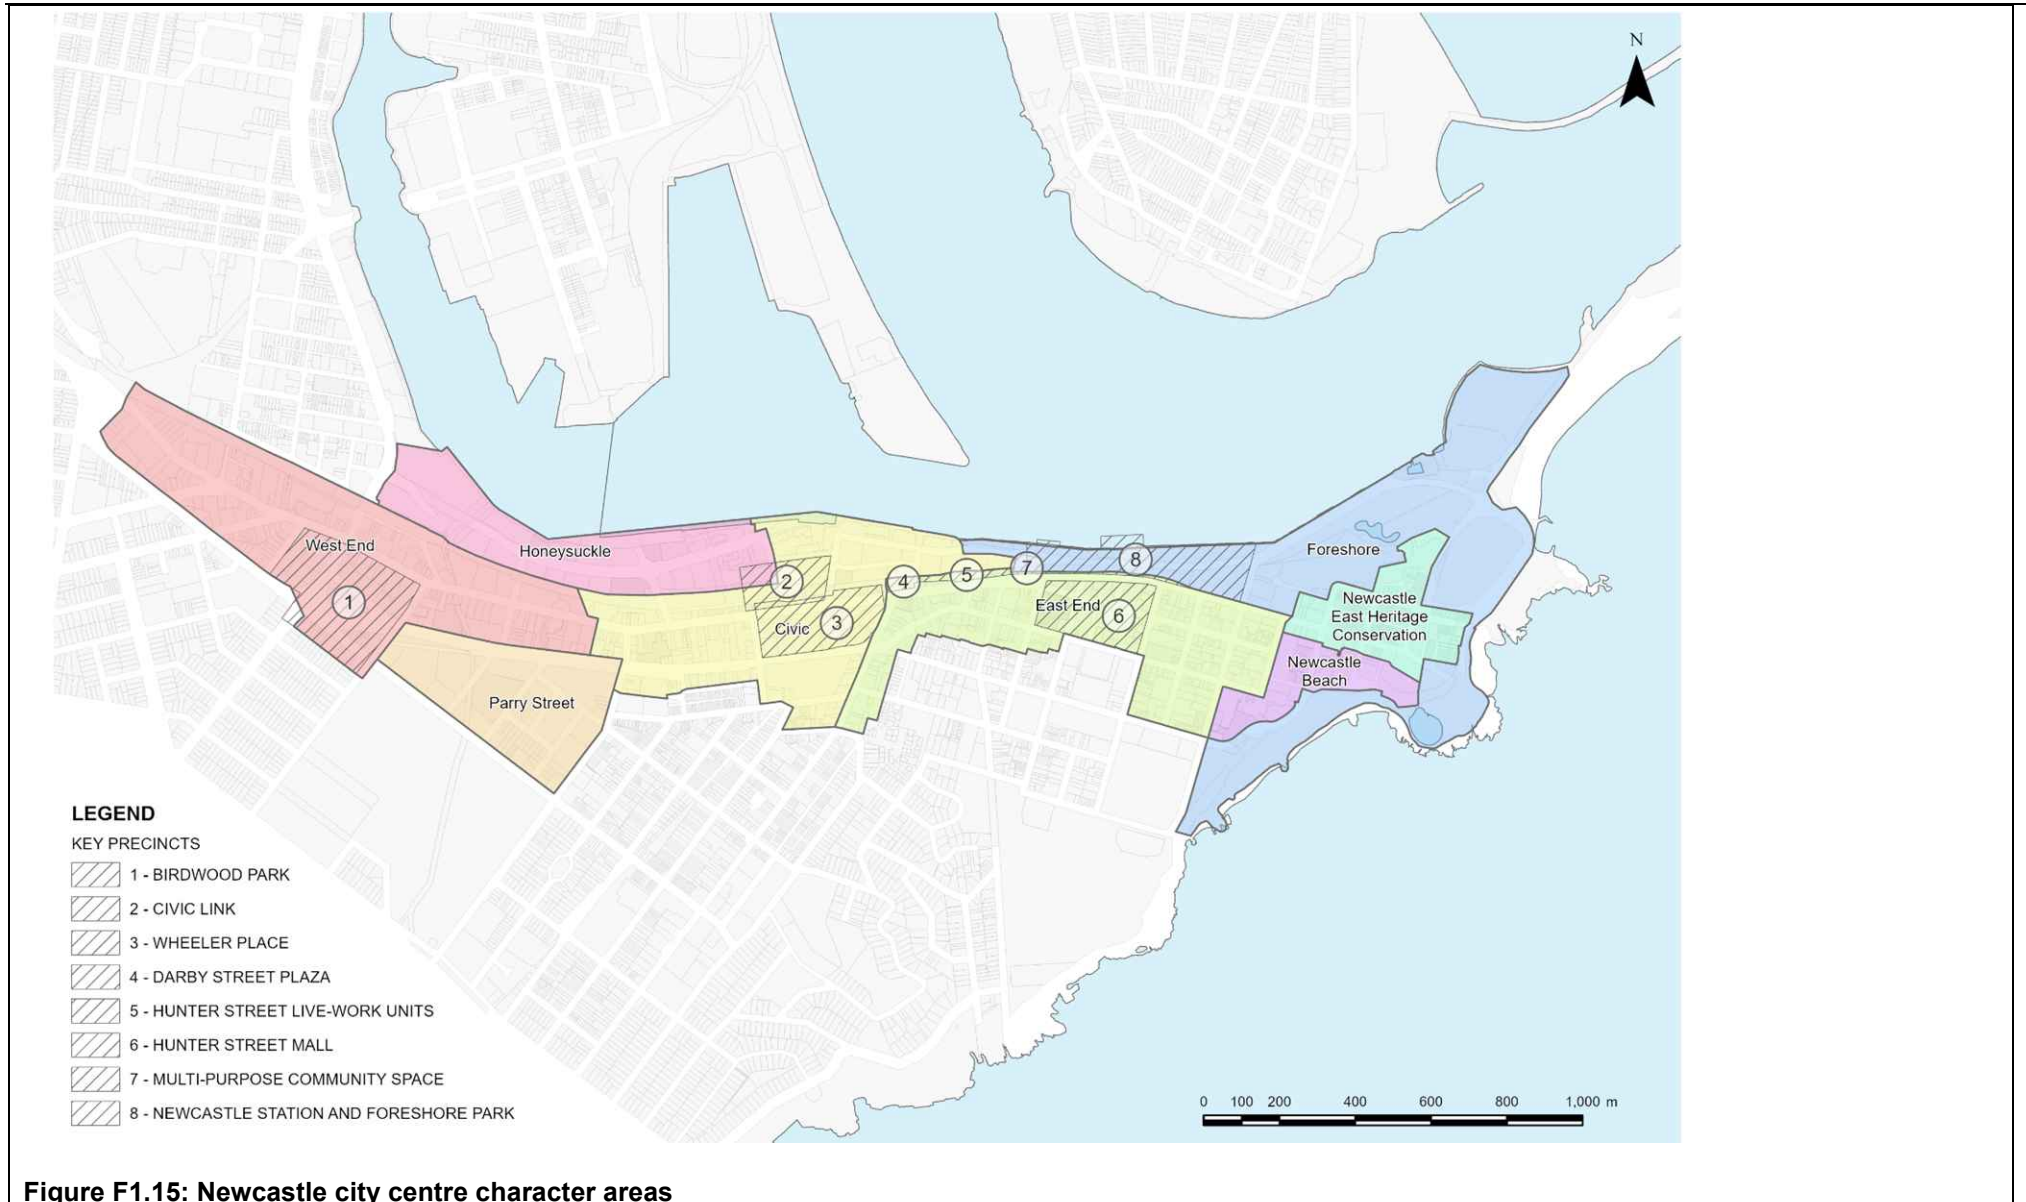 N
West End
Honeysuckle
1
2
3
4
5
6
7
8
Civic
East End
Foreshore
Newcastle
East Heritage
Conservation
Newcastle
Beach
Parry Street
LEGEND
KEY PRECINCTS
1 - BIRDWOOD PARK
2 - CIVIC LINK
3 - WHEELER PLACE
4 - DARBY STREET PLAZA
5 - HUNTER STREET LIVE-WORK UNITS
6 - HUNTER STREET MALL
7 - MULTI-PURPOSE COMMUNITY SPACE
8 - NEWCASTLE STATION AND FORESHORE PARK
0 100 200 400 600 800 1,000 m
Figure F1.15: Newcastle city centre character areas